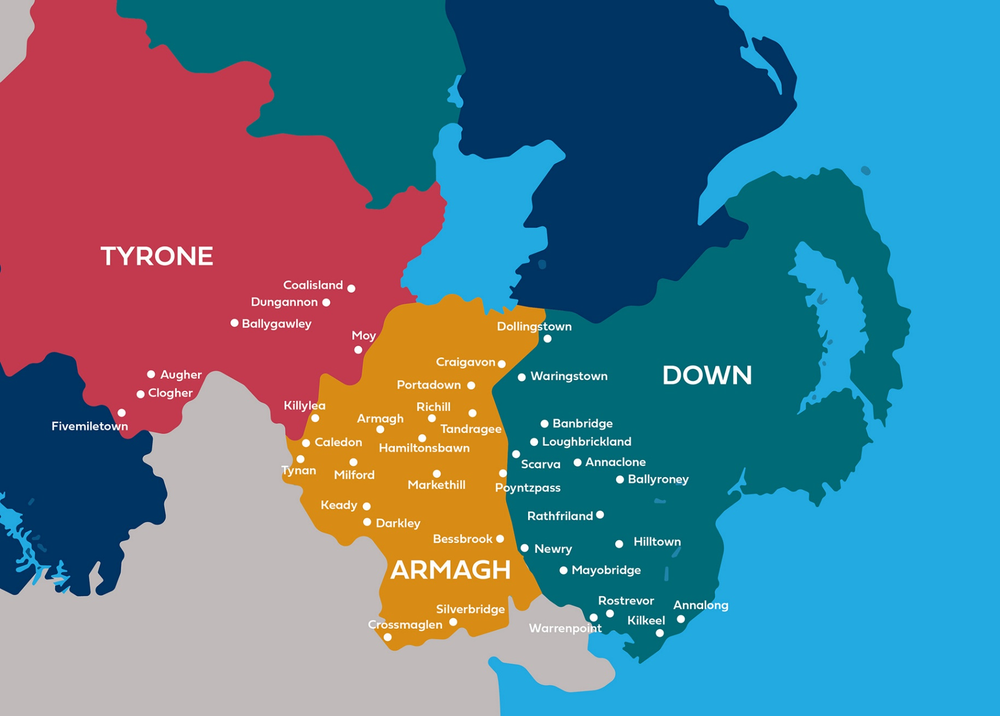 TYRONE
Coalisland
Dungannon
Ballygawley
Moy
Augher
Clogher
Fivemiletown
Dollingstown
Craigavon
Waringstown
DOWN
Portadown
Killylea
Richill
Armagh
Tandragee
Banbridge
Caledon
Hamiltonsbawn
Loughbrickland
Tynan
Milford
Scarva
Annaclone
Markethill
Poyntzpass
Ballyroney
Keady
Darkley
Rathfriland
Bessbrook
Newry
Hilltown
ARMAGH
Mayobridge
Silverbridge
Rostrevor
Annalong
Crossmaglen
Warrenpoint
Kilkeel